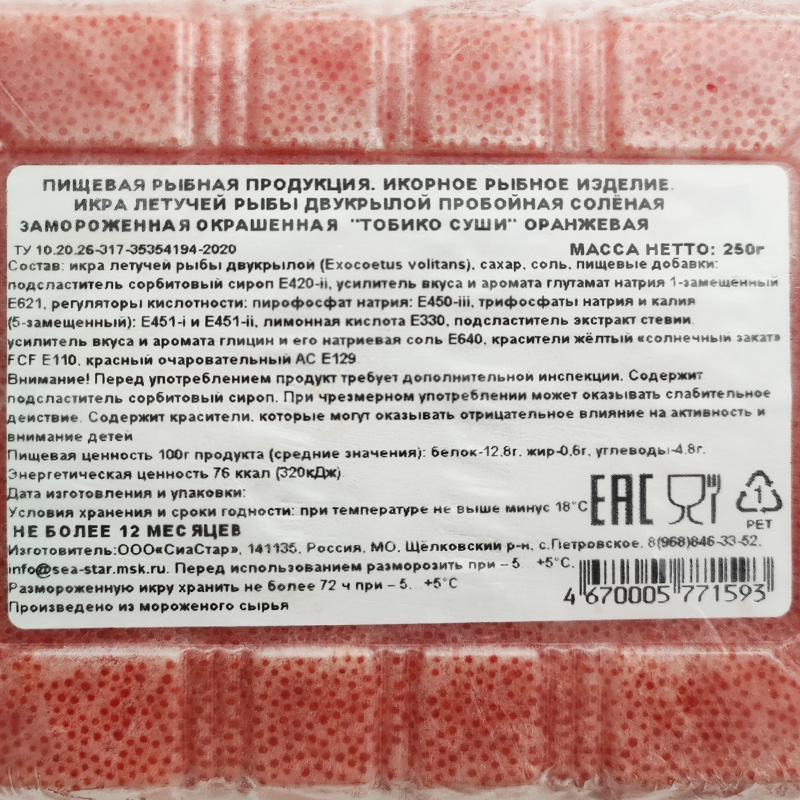 ПИЩЕВАЯ РЫБНАЯ ПРОДУКЦИЯ. ИКОРНОЕ РЫБНОЕ ИЗДЕЛИЕ.
ИКРА ЛЕТУЧЕЙ РЫБЫ ДВУКРЫЛОЙ ПРОБОЙНАЯ СОЛЁНАЯ
ЗАМОРОЖЕННАЯ ОКРАШЕННАЯ "ТОБИКО СУШИ" ОРАНЖЕВАЯ
ТУ 10.20.26-317-35354194-2020 МАССА НЕТТО: 250г
Состав: икра летучей рыбы двукрылой (Exocoetus volitans), сахар, соль, пищевые добавки:
подсластитель сорбитовый сироп Е420-ii, усилитель вкуса и аромата глутамат натрия 1-замещённый
Е621, регуляторы кислотности: пирофосфат натрия: Е450-iii, трифосфаты натрия и калия
(5-замещенный): Е451-i и Е451-ii, лимонная кислота Е330, подсластитель экстракт стевии,
усилитель вкуса и аромата глицин и его натриевая соль Е640, красители жёлтый «солнечный закат»
FCF Е110, красный очаровательный АС Е129.
Внимание! Перед употреблением продукт требует дополнительной инспекции. Содержит
подсластитель сорбитовый сироп. При чрезмерном употреблении может оказывать слабительное
действие. Содержит красители, которые могут оказывать отрицательное влияние на активность и
внимание детей
Пищевая ценность 100г продукта (средние значения): белок-12,8г, жир-0,6г, углеводы-4,8г.
Энергетическая ценность 76 ккал (320кДж).
Дата изготовления и упаковки:
Условия хранения и сроки годности: при температуре не выше минус 18°С
НЕ БОЛЕЕ 12 МЕСЯЦЕВ
EAC
1
PET
Изготовитель:ООО«СиаСтар», 141135, Россия, МО, Щёлковский р-н, с.Петровское, 8(968)846-33-52,
info@sea-star.msk.ru. Перед использованием разморозить при – 5... +5°С.
Размороженную икру хранить не более 72 ч при – 5... +5°С
Произведено из мороженого сырья
4 670005 771593